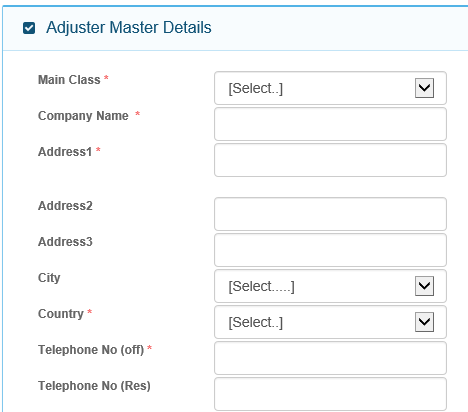 Adjuster Master Details
Main Class * [Select..]
Company Name *
Address1 *
Address2
Address3
City [Select.....]
Country * [Select..]
Telephone No (off) *
Telephone No (Res)